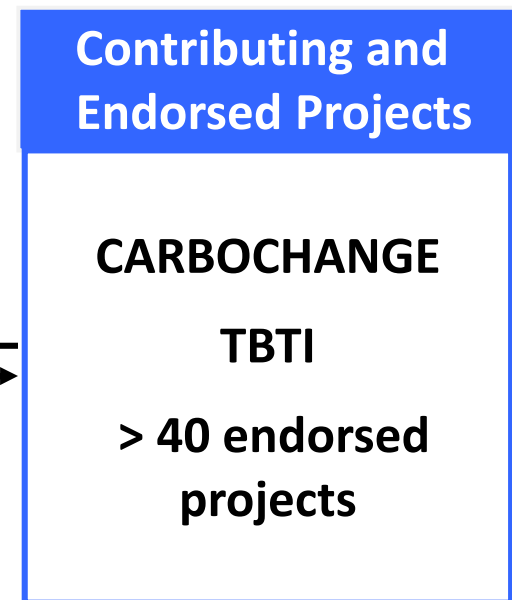 Contributing and
Endorsed Projects
CARBOCHANGE
TBTI
> 40 endorsed
projects